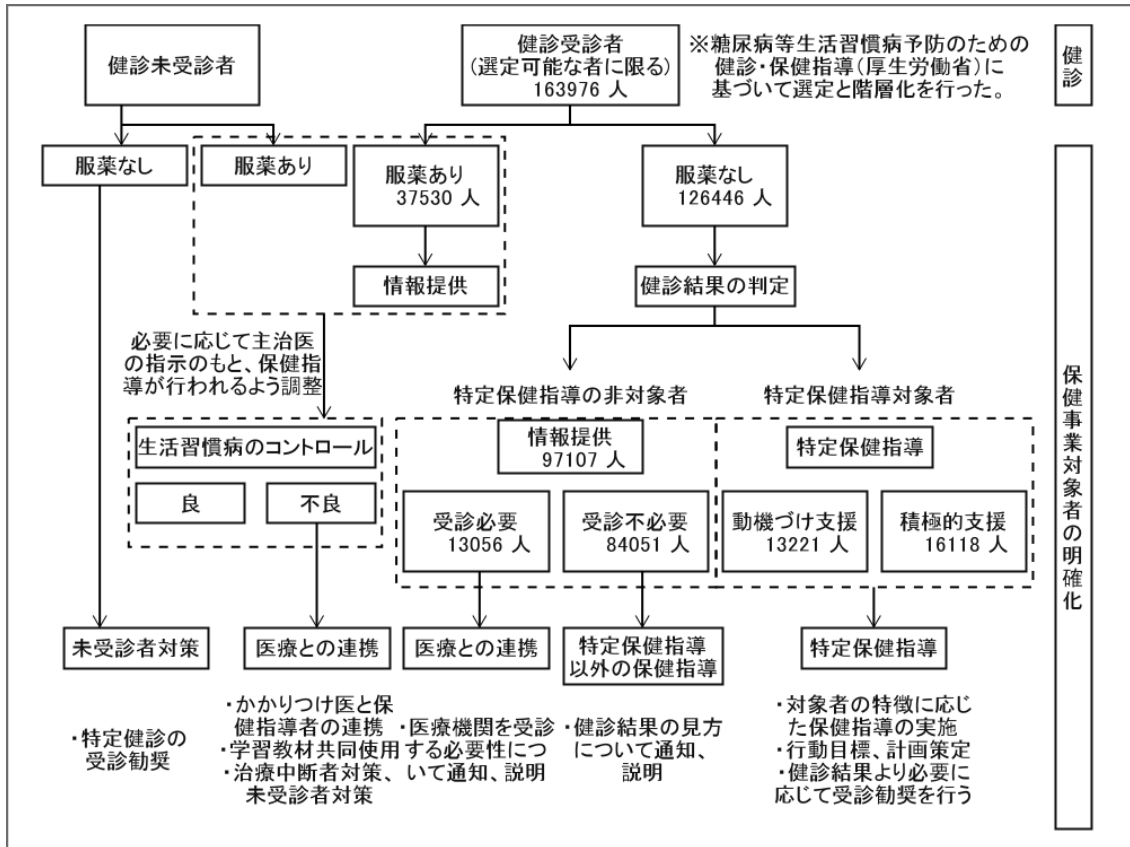 健診未受診者
健診受診者
(選定可能な者に限る)
163976 人
※糖尿病等生活習慣病予防のための
健診・保健指導(厚生労働省)に
基づいて選定と階層化を行った。
健診
服薬なし
服薬あり
服薬あり
37530 人
服薬なし
126446 人
情報提供
健診結果の判定
必要に応じて主治医
の指示のもと、保健指
導が行われるよう調整
特定保健指導の非対象者
特定保健指導対象者
生活習慣病のコントロール
良
不良
情報提供
97107 人
特定保健指導
受診必要
13056 人
受診不必要
84051 人
動機づけ支援
13221 人
積極的支援
16118 人
保健事業対象者の明確化
未受診者対策
医療との連携
医療との連携
特定保健指導
以外の保健指導
特定保健指導
・特定健診の
受診勧奨
・かかりつけ医と保
健指導者の連携
・学習教材共同使用
・治療中断者対策、
未受診者対策
・医療機関を受診
する必要性につ
いて通知、説明
・健診結果の見方
について通知、
説明
・対象者の特徴に応じ
た保健指導の実施
・行動目標、計画策定
・健診結果より必要に
応じて受診勧奨を行う